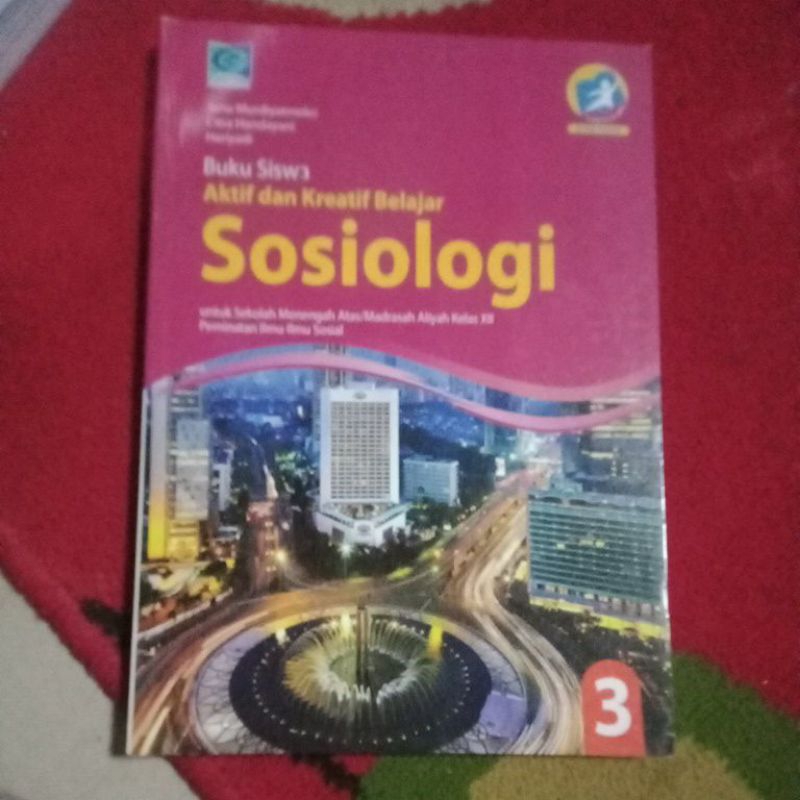 Buku Siswa
Aktif dan Kreatif Belajar
Sosiologi
untuk Sekolah Menengah Atas/Madrasah Aliyah Kelas XII
Peminatan Ilmu-Ilmu Sosial
3